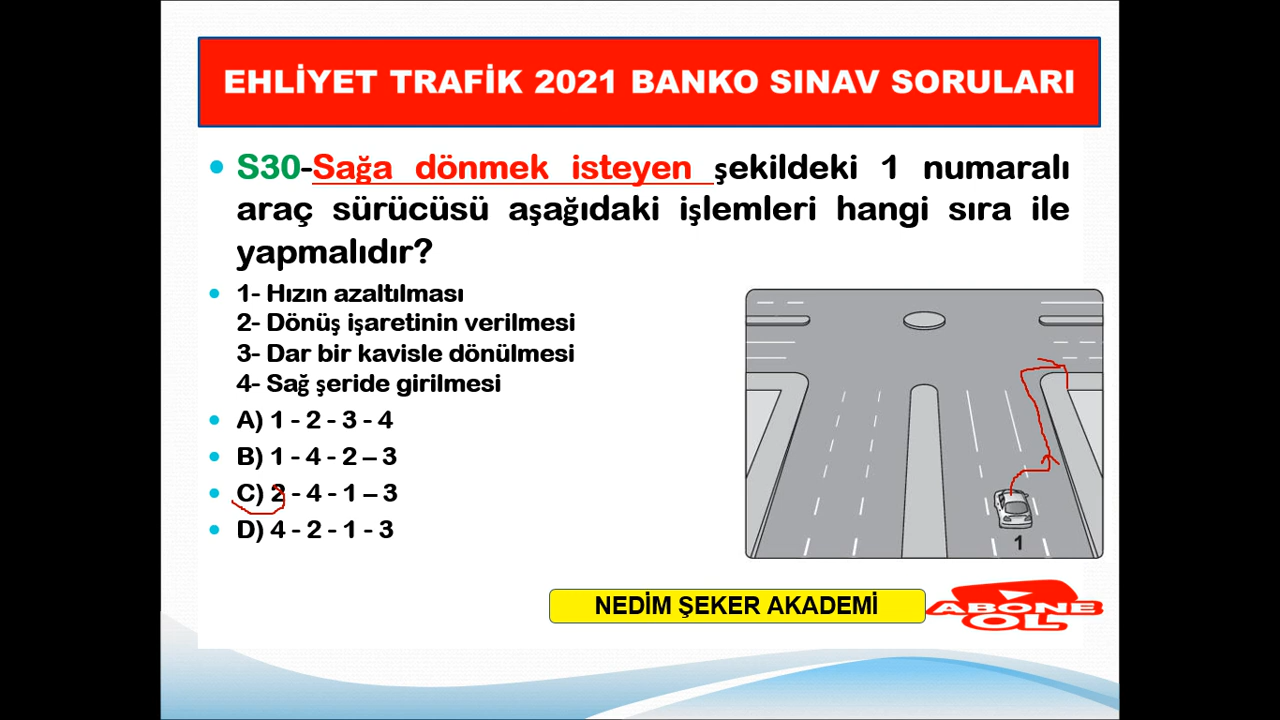 EHLİYET TRAFİK 2021 BANKO SINAV SORULARI
S30-Sağa dönmek isteyen şekildeki 1 numaralı
araç sürücüsü aşağıdaki işlemleri hangi sıra ile
yapmalıdır?
1- Hızın azaltılması
2- Dönüş işaretinin verilmesi
3- Dar bir kavisle dönülmesi
4- Sağ şeride girilmesi
A) 1 - 2 - 3 - 4
B) 1 - 4 - 2 – 3
C) 2 - 4 - 1 – 3
D) 4 - 2 - 1 - 3
1
NEDİM ŞEKER AKADEMİ
ABONE
OL